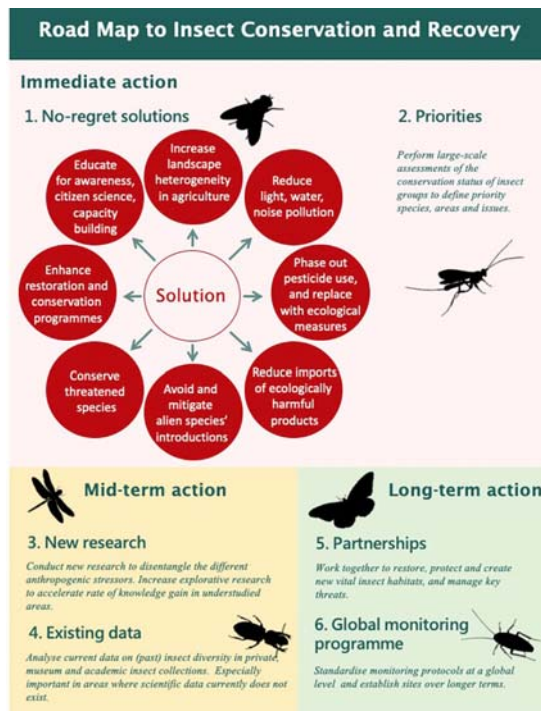 Road Map to Insect Conservation and Recovery
Immediate action
1. No-regret solutions
Increase
landscape
heterogeneity
in agriculture
Reduce
light, water,
noise pollution
Phase out
pesticide use,
and replace
with ecological
measures
Reduce imports
of ecologically
harmful
products
Avoid and
mitigate
alien species'
introductions
Conserve
threatened
species
Enhance
restoration and
conservation
programmes
Educate
for awareness,
citizen science,
capacity
building
Solution
2. Priorities
Perform large-scale
assessments of the
conservation status of insect
groups to define priority
species, areas and issues.
Mid-term action
3. New research
Conduct new research to disentangle the different
anthropogenic stressors. Increase explorative research
to accelerate rate of knowledge gain in understudied
areas.
4. Existing data
Analyse current data on (past) insect diversity in private,
museum and academic insect collections. Especially
important in areas where scientific data currently does not
exist.
Long-term action
5. Partnerships
Work together to restore, protect and create
new vital insect habitats, and manage key
threats.
6. Global monitoring
programme
Standardise monitoring protocols at a global
level and establish sites over longer terms.